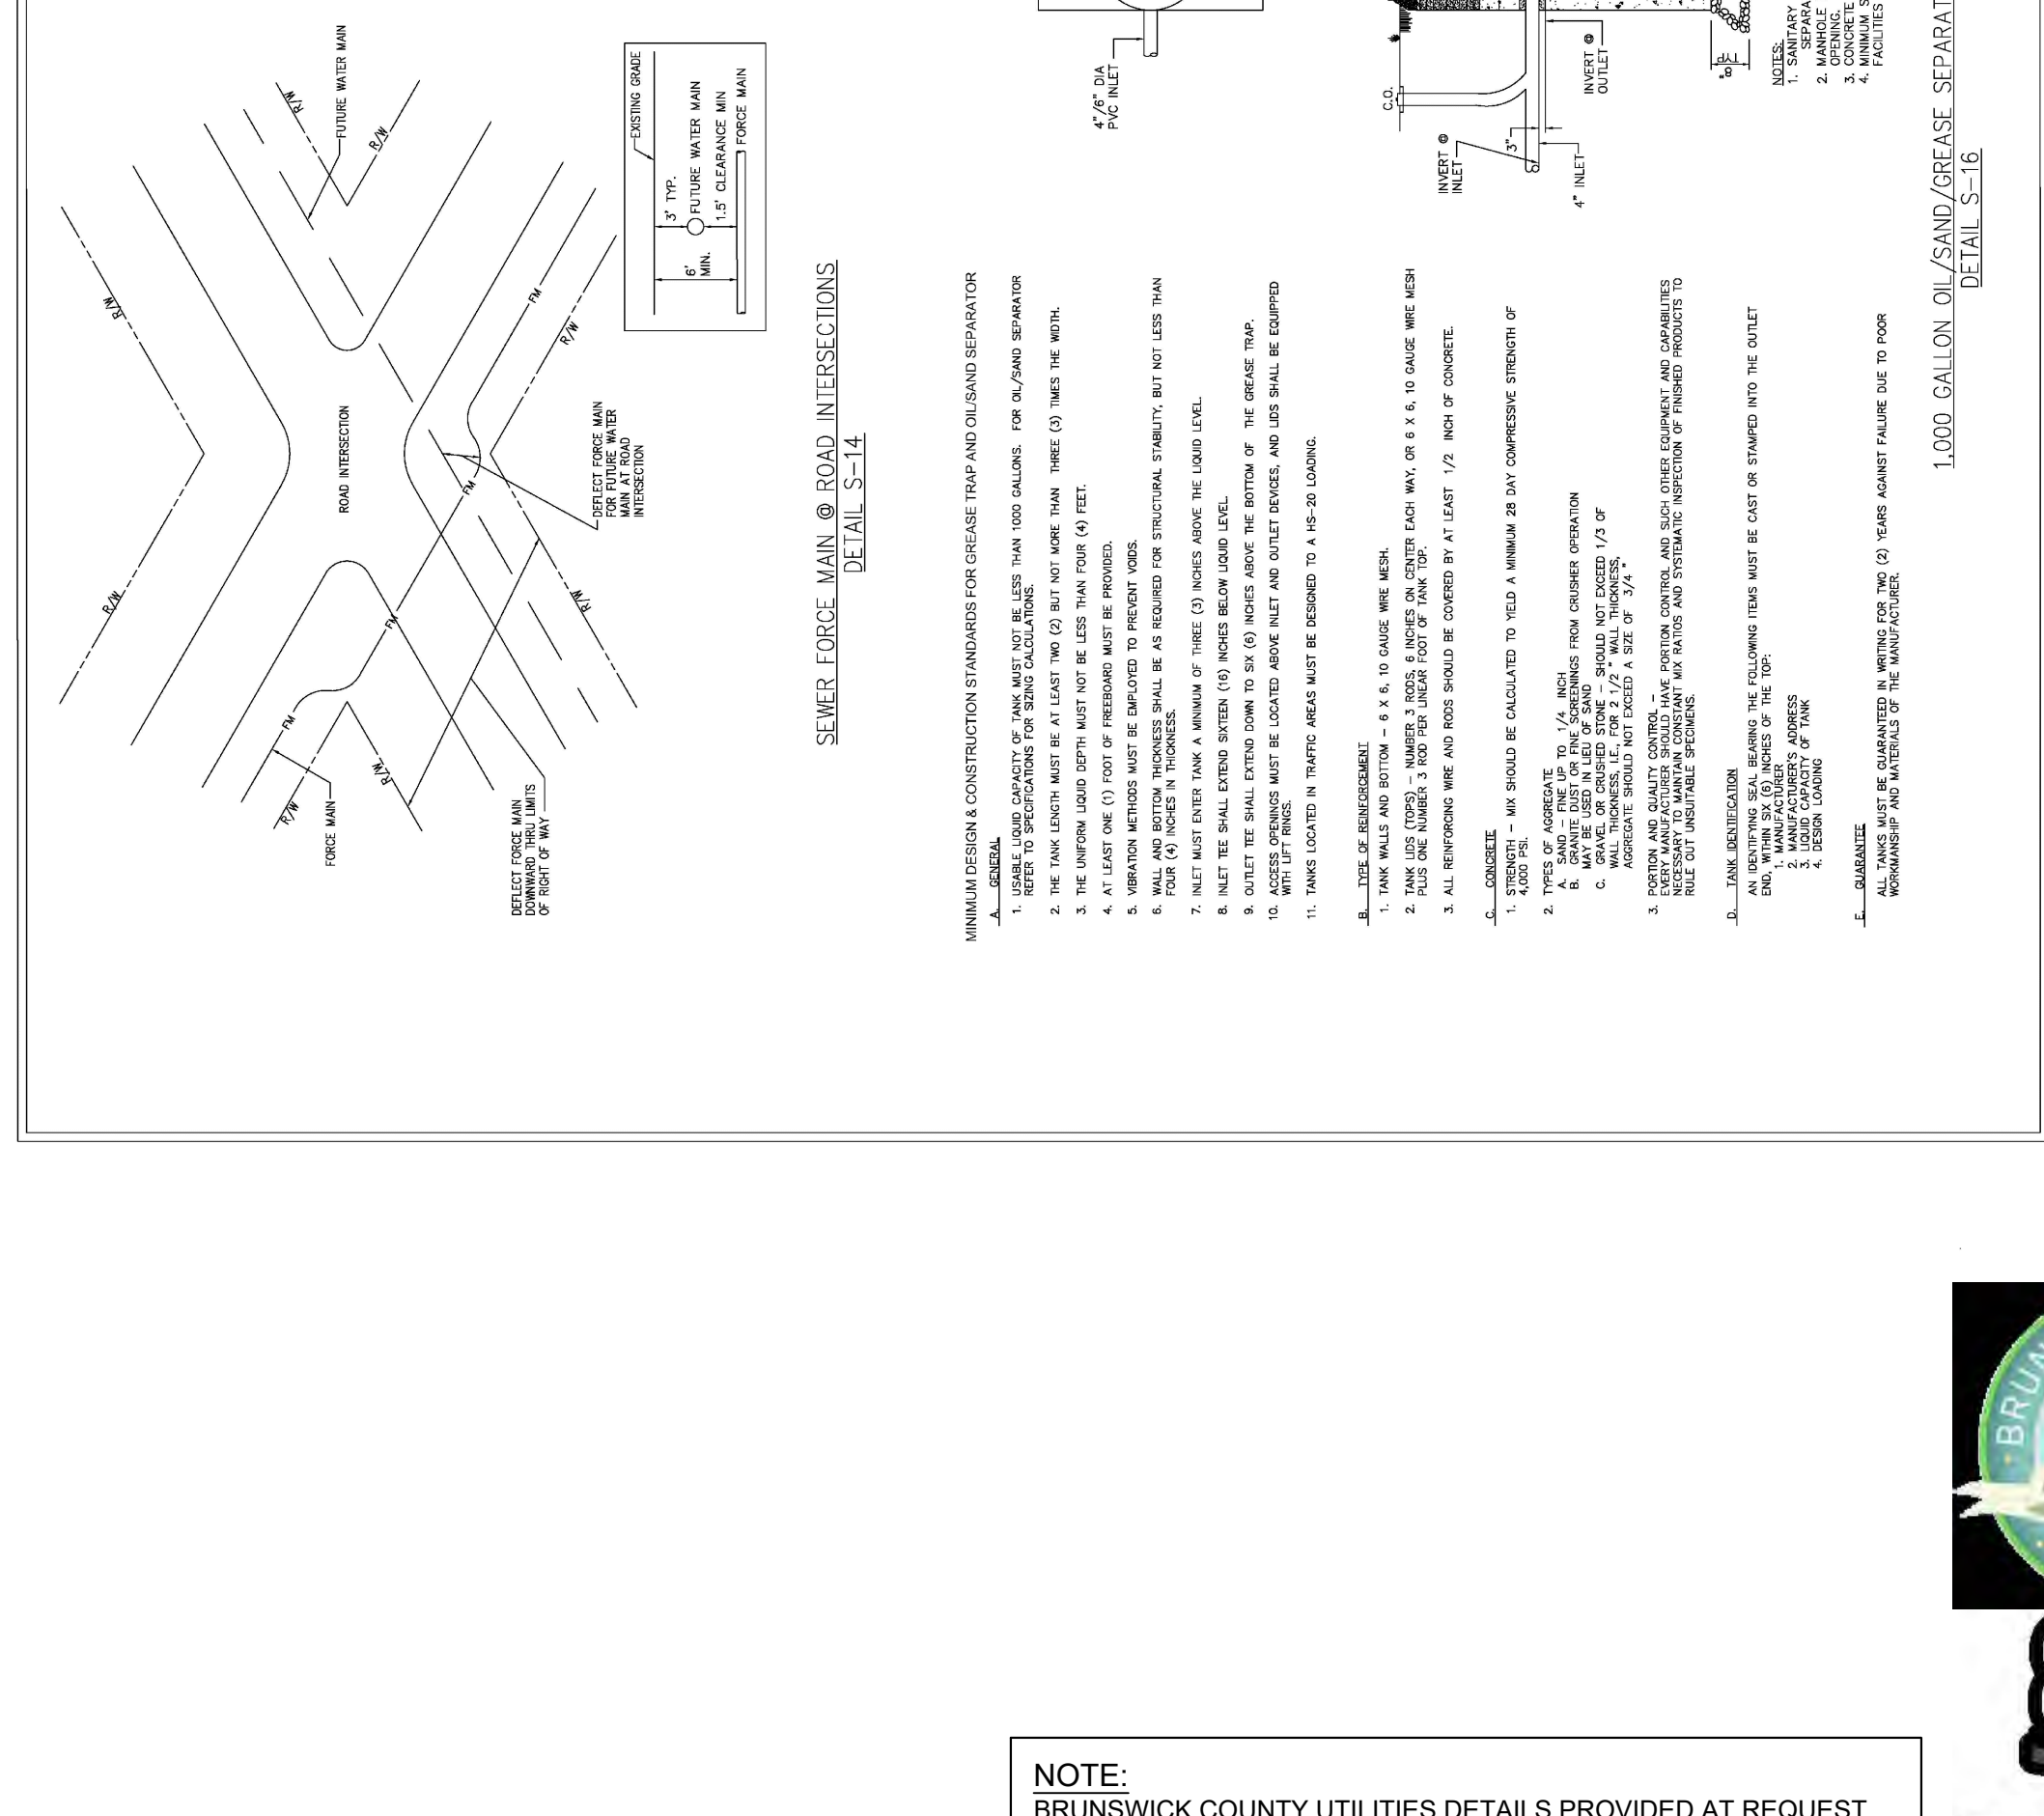 R/W
R/W
R/W
R/W
FUTURE WATER MAIN
ROAD INTERSECTION
R/W
FM
FM
FM
FM
R/W
R/W
R/W
FORCE MAIN
DEFLECT FORCE MAIN
DOWNWARD THRU LIMITS
OF RIGHT OF WAY
DEFLECT FORCE MAIN
FOR FUTURE WATER
MAIN AT ROAD
INTERSECTION
EXISTING GRADE
3' TYP.
FUTURE WATER MAIN
6'
MIN.
1.5' CLEARANCE MIN
FORCE MAIN
SEWER FORCE MAIN @ ROAD INTERSECTIONS
DETAIL S-14
MINIMUM DESIGN & CONSTRUCTION STANDARDS FOR GREASE TRAP AND OIL/SAND SEPARATOR
A. GENERAL
1. USABLE LIQUID CAPACITY OF TANK MUST NOT BE LESS THAN 1000 GALLONS. FOR OIL/SAND SEPARATOR
REFER TO SPECIFICATIONS FOR SIZING CALCULATIONS.
2. THE TANK LENGTH MUST BE AT LEAST TWO (2) BUT NOT MORE THAN THREE (3) TIMES THE WIDTH.
3. THE UNIFORM LIQUID DEPTH MUST NOT BE LESS THAN FOUR (4) FEET.
4. AT LEAST ONE (1) FOOT OF FREEBOARD MUST BE PROVIDED.
5. VIBRATION METHODS MUST BE EMPLOYED TO PREVENT VOIDS.
6. WALL AND BOTTOM THICKNESS SHALL BE AS REQUIRED FOR STRUCTURAL STABILITY, BUT NOT LESS THAN
FOUR (4) INCHES IN THICKNESS.
7. INLET MUST ENTER TANK A MINIMUM OF THREE (3) INCHES ABOVE THE LIQUID LEVEL.
8. INLET TEE SHALL EXTEND SIXTEEN (16) INCHES BELOW LIQUID LEVEL.
9. OUTLET TEE SHALL EXTEND DOWN TO SIX (6) INCHES ABOVE THE BOTTOM OF THE GREASE TRAP.
10. ACCESS OPENINGS MUST BE LOCATED ABOVE INLET AND OUTLET DEVICES, AND LIDS SHALL BE EQUIPPED
WITH LIFT RINGS.
11. TANKS LOCATED IN TRAFFIC AREAS MUST BE DESIGNED TO A HS-20 LOADING.
B. TYPE OF REINFORCEMENT
1. TANK WALLS AND BOTTOM - 6 X 6, 10 GAUGE WIRE MESH.
2. TANK LIDS (TOPS) - NUMBER 3 RODS, 6 INCHES ON CENTER EACH WAY, OR 6 X 6, 10 GAUGE WIRE MESH
PLUS ONE NUMBER 3 ROD PER LINEAR FOOT OF TANK TOP.
3. ALL REINFORCING WIRE AND RODS SHOULD BE COVERED BY AT LEAST 1/2 INCH OF CONCRETE.
C. CONCRETE
1. STRENGTH - MIX SHOULD BE CALCULATED TO YIELD A MINIMUM 28 DAY COMPRESSIVE STRENGTH OF
4,000 PSI.
2. TYPES OF AGGREGATE
A. SAND - FINE UP TO 1/4 INCH
B. GRANITE DUST OR FINE SCREENINGS FROM CRUSHER OPERATION
MAY BE USED IN LIEU OF SAND
C. GRAVEL OR CRUSHED STONE - SHOULD NOT EXCEED 1/3 OF
WALL THICKNESS, I.E., FOR 2 1/2 " WALL THICKNESS,
AGGREGATE SHOULD NOT EXCEED A SIZE OF 3/4 "
3. PORTION AND QUALITY CONTROL -
EVERY MANUFACTURER SHOULD HAVE PORTION CONTROL AND SUCH OTHER EQUIPMENT AND CAPABILITIES
NECESSARY TO MAINTAIN CONSTANT MIX RATIOS AND SYSTEMATIC INSPECTION OF FINISHED PRODUCTS TO
RULE OUT UNSUITABLE SPECIMENS.
D. TANK IDENTIFICATION
AN IDENTIFYING SEAL BEARING THE FOLLOWING ITEMS MUST BE CAST OR STAMPED INTO THE OUTLET
END, WITHIN SIX (6) INCHES OF THE TOP:
1. MANUFACTURER
2. MANUFACTURER'S ADDRESS
3. LIQUID CAPACITY OF TANK
4. DESIGN LOADING
E. GUARANTEE
ALL TANKS MUST BE GUARANTEED IN WRITING FOR TWO (2) YEARS AGAINST FAILURE DUE TO POOR
WORKMANSHIP AND MATERIALS OF THE MANUFACTURER.
4"/6" DIA
PVC INLET
C.O.
INVERT @
INLET
3"
4" INLET
INVERT @
OUTLET
8"
TYP
NOTES:
1. SANITARY
SEPARA
2. MANHOLE
OPENING.
3. CONCRETE
4. MINIMUM S
FACILITIES
1,000 GALLON OIL/SAND/GREASE SEPARAT
DETAIL S-16
BRUN
NOTE:
BRUNSWICK COUNTY UTILITIES DETAILS PROVIDED AT REQUEST